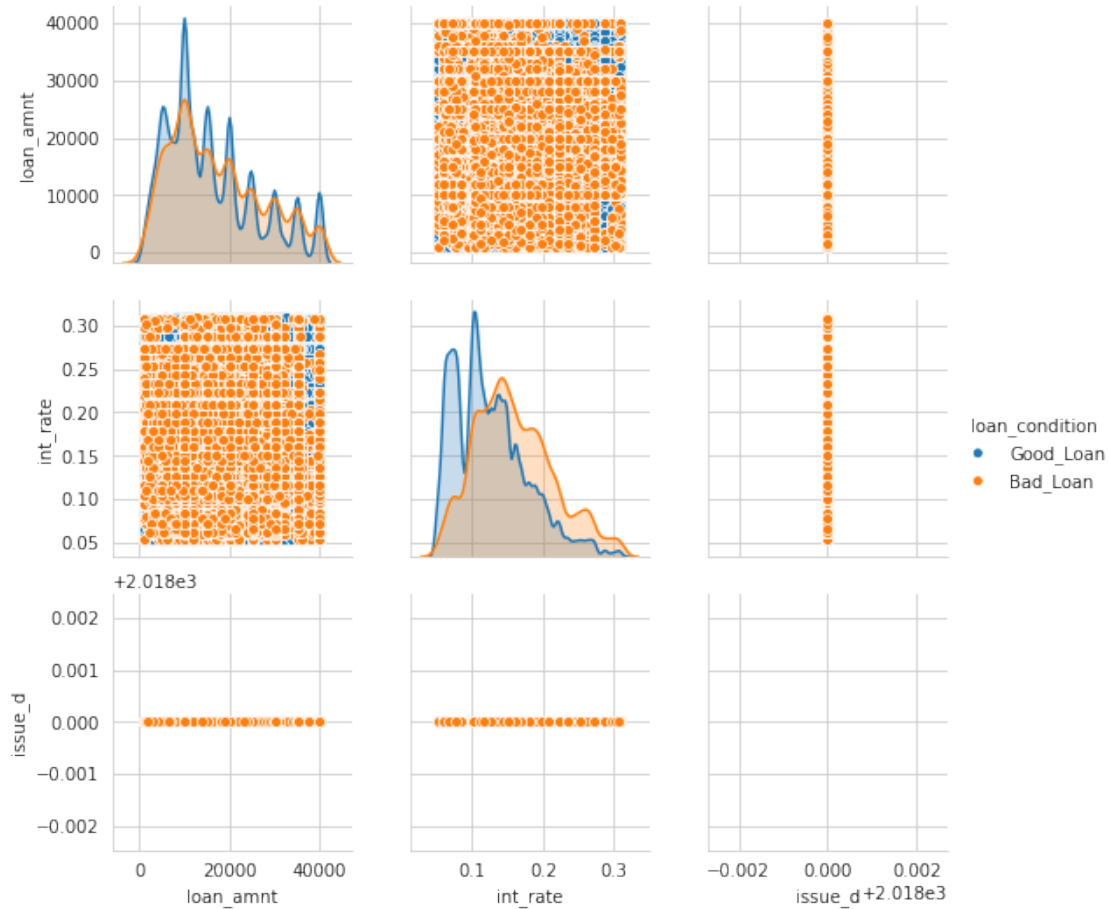 40000
30000
20000
10000
0
loan_amnt
0.30
0.25
0.20
0.15
0.10
0.05
int_rate
loan_condition
Good_Loan
Bad_Loan
+2.018e3
0.002
0.001
0.000
−0.001
−0.002
issue_d
0 20000 40000
loan_amnt
0.1 0.2 0.3
int_rate
−0.002 0.000 0.002
issue_d +2.018e3